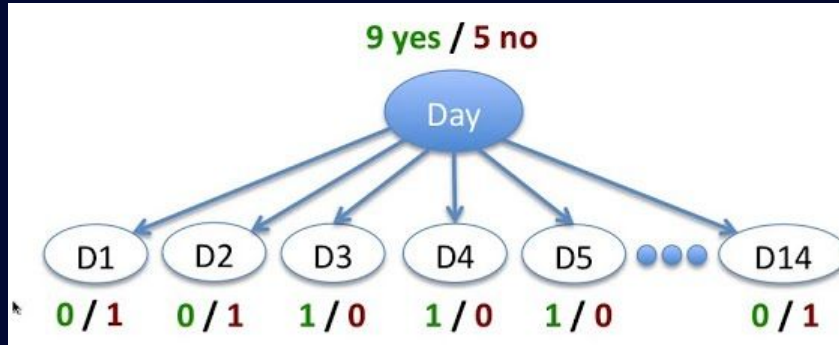 9 yes / 5 no
Day
D1 D2 D3 D4 D5 D14
0 / 1 0 / 1 1 / 0 1 / 0 1 / 0 0 / 1